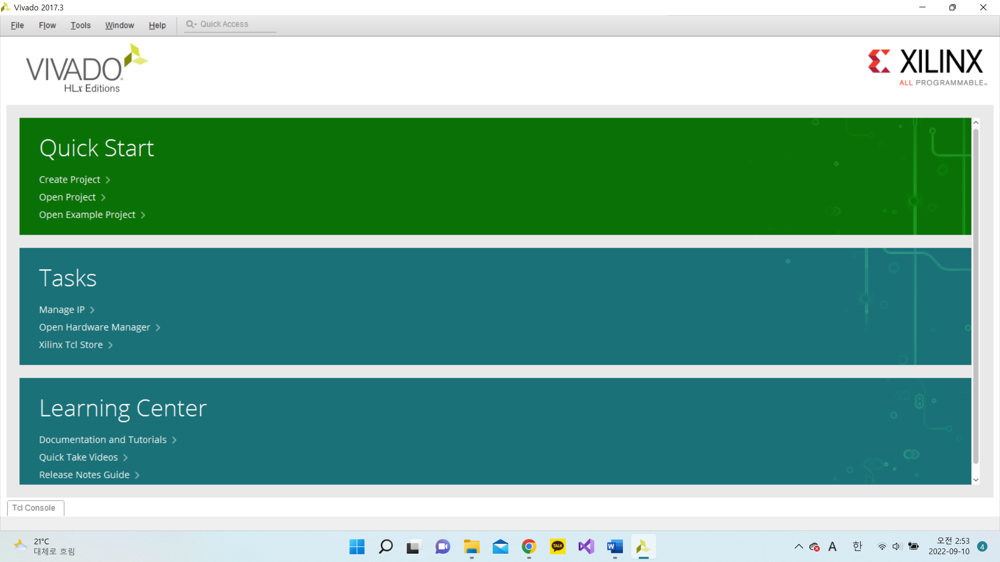 Vivado 2017.3
File Flow Tools Window Help Quick Access
VIVADO
HLx Editions
XILINX
ALL PROGRAMMABLE™
Quick Start
Create Project
Open Project
Open Example Project
Tasks
Manage IP
Open Hardware Manager
Xilinx Tcl Store
Learning Center
Documentation and Tutorials
Quick Take Videos
Release Notes Guide
Tcl Console
21°C
대체로 흐림
TALK
W
A 한
오전 2:53
2022-09-10
4